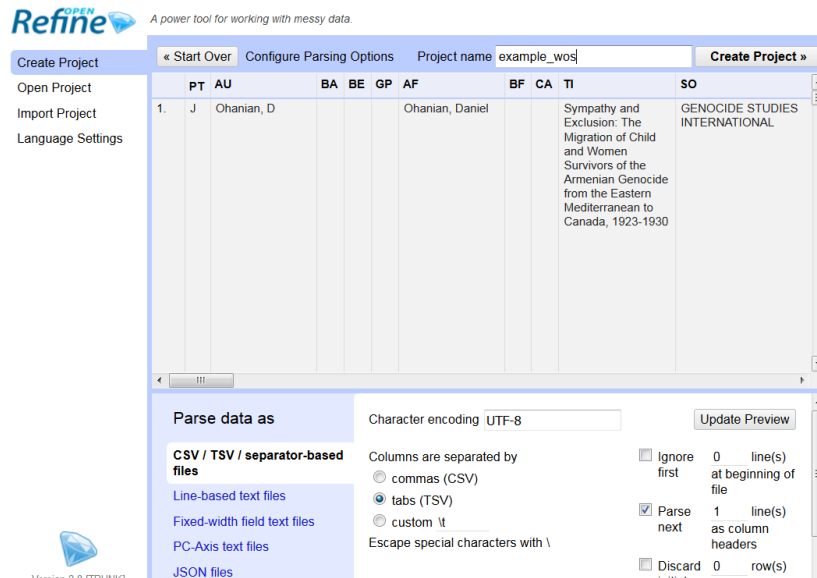 OPEN
Refine
A power tool for working with messy data.
Create Project
Open Project
Import Project
Language Settings
« Start Over Configure Parsing Options Project name example_wos Create Project »
PT AU BA BE GP AF BF CA TI SO
1. J Ohanian, D Ohanian, Daniel Sympathy and GENOCIDE STUDIES
Exclusion: The INTERNATIONAL
Migration of Child
and Women
Survivors of the
Armenian Genocide
from the Eastern
Mediterranean to
Canada, 1923-1930
Parse data as
CSV / TSV / separator-based
files
Line-based text files
Fixed-width field text files
PC-Axis text files
JSON files
Character encoding UTF-8 Update Preview
Columns are separated by
commas (CSV)
tabs (TSV)
custom \t
Escape special characters with \
Ignore 0 line(s)
first at beginning of
file
Parse 1 line(s)
next as column
headers
Discard 0 row(s)